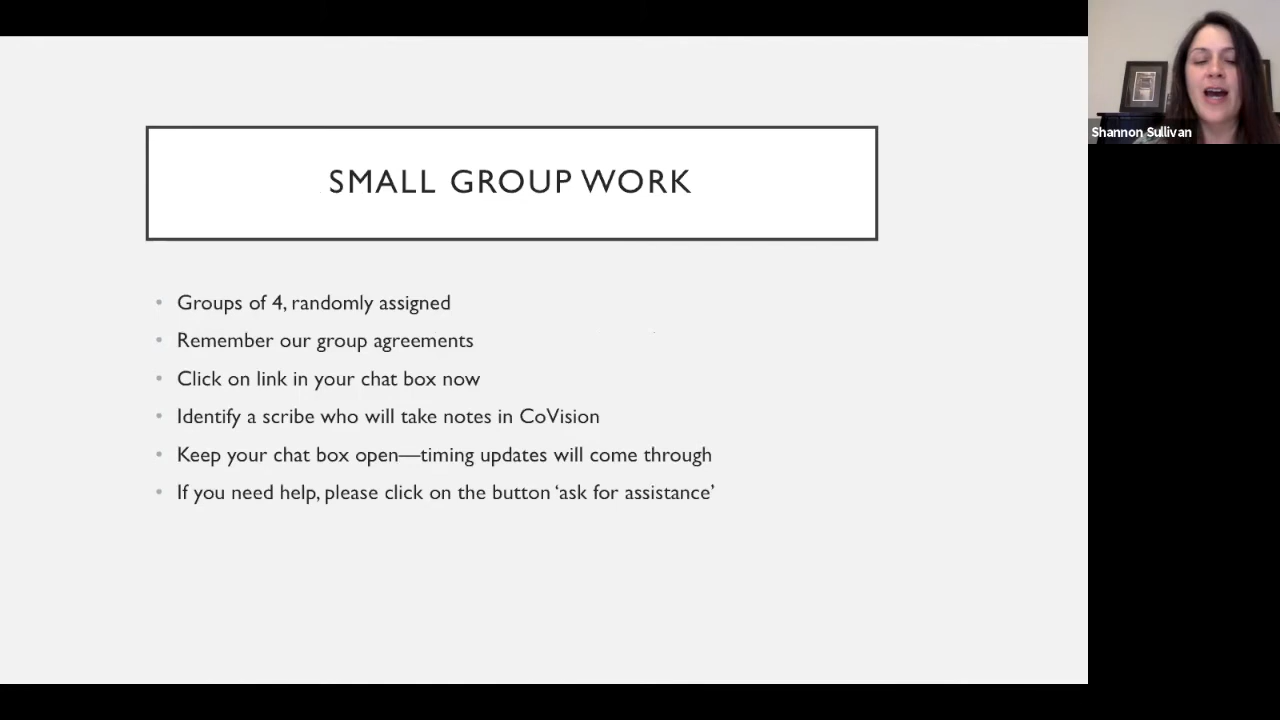 SMALL GROUP WORK
• Groups of 4, randomly assigned
• Remember our group agreements
• Click on link in your chat box now
• Identify a scribe who will take notes in CoVision
• Keep your chat box open—timing updates will come through
• If you need help, please click on the button ‘ask for assistance’
Shannon Sullivan